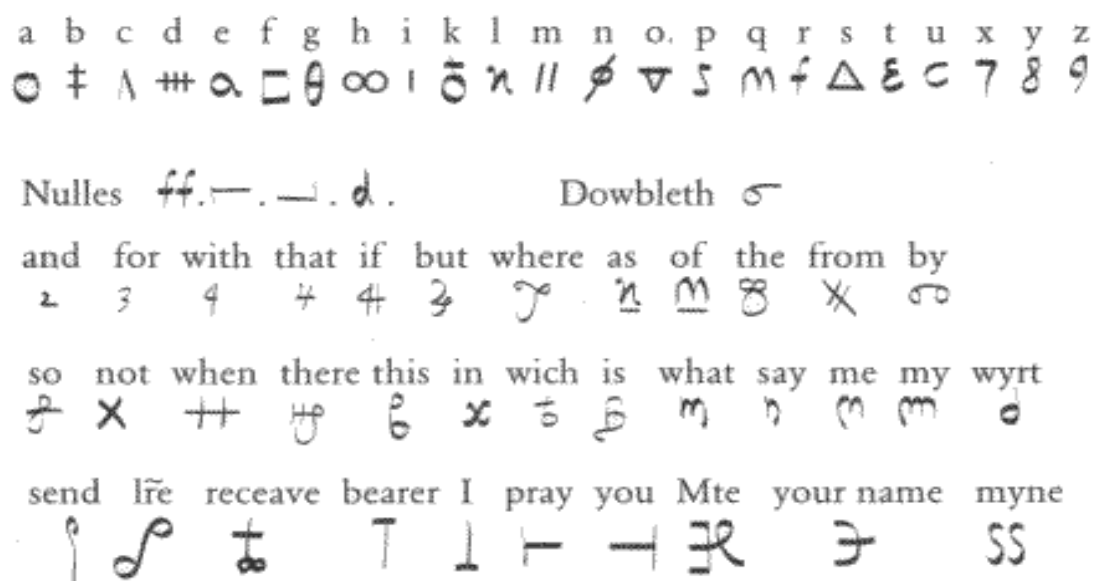 a b c d e f g h i k l m n o. p q r s t u x y z
Nulles ff. — . . d . Dowbleth
and for with that if but where as of the from by
so not when there this in wich is what say me my wyrt
send lr̃e receave bearer I pray you Mte your name myne